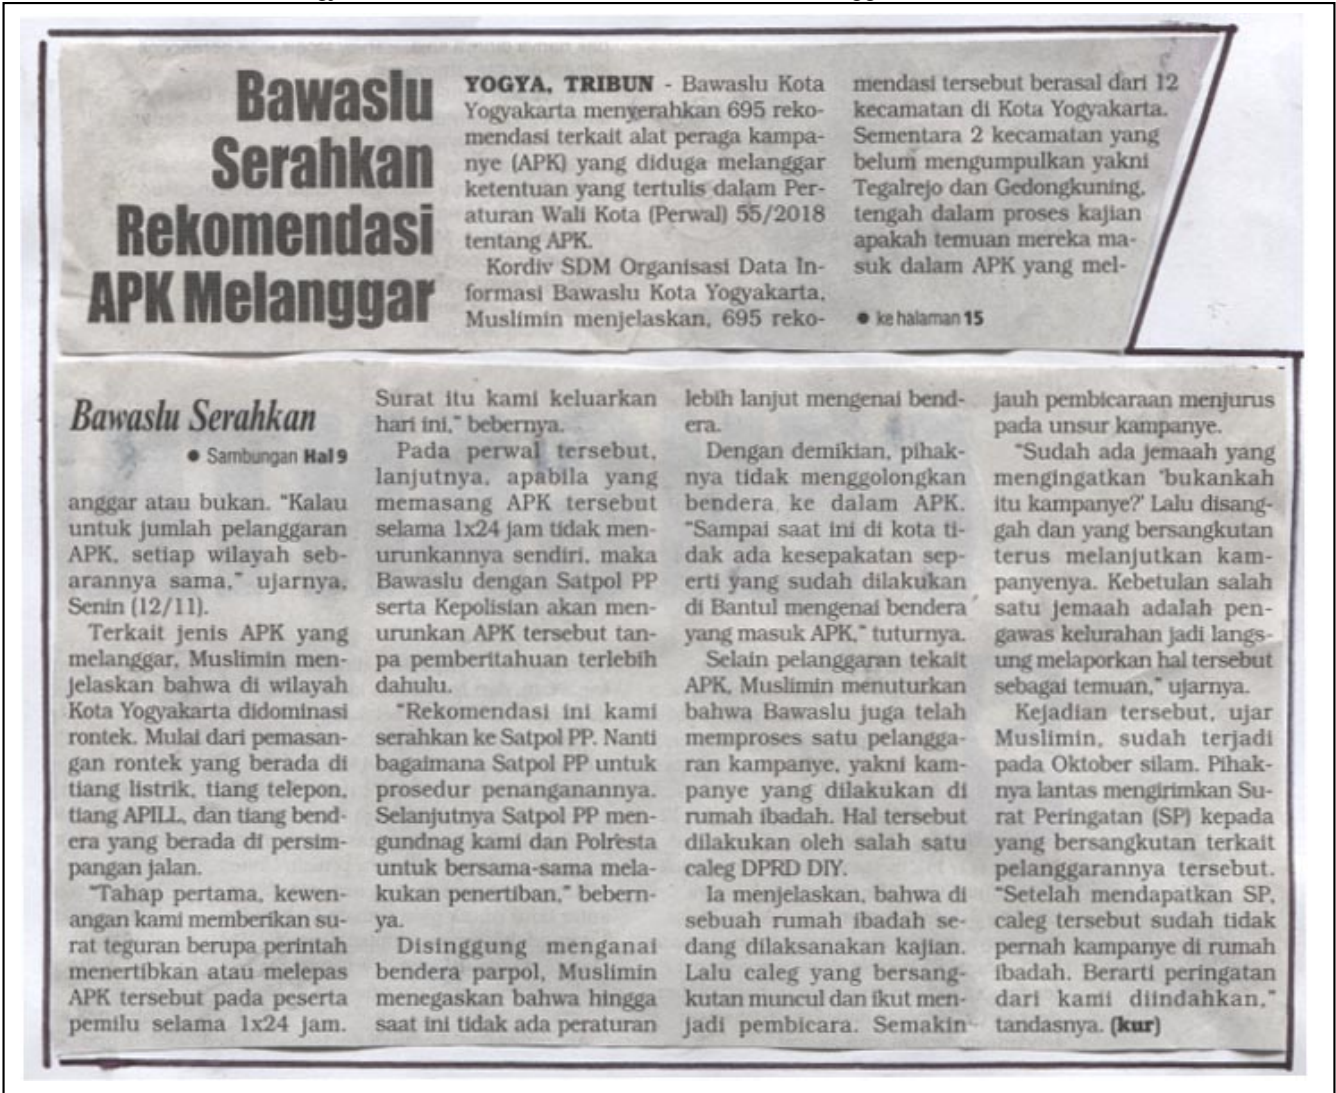 Bawaslu
Serahkan
Rekomendasi
APK Melanggar
YOGYA, TRIBUN - Bawaslu Kota
Yogyakarta menyerahkan 695 reko-
mendasi terkait alat peraga kampa-
nye (APK) yang diduga melanggar
ketentuan yang tertulis dalam Per-
aturan Wali Kota (Perwal) 55/2018
tentang APK.
Kordiv SDM Organisasi Data In-
formasi Bawaslu Kota Yogyakarta,
Muslimin menjelaskan, 695 reko-
mendasi tersebut berasal dari 12
kecamatan di Kota Yogyakarta.
Sementara 2 kecamatan yang
belum mengumpulkan yakni
Tegalrejo dan Gedongkuning,
tengah dalam proses kajian
apakah temuan mereka ma-
suk dalam APK yang mel-
● ke halaman 15
Bawaslu Serahkan
● Sambungan Hal 9
anggar atau bukan. "Kalau
untuk jumlah pelanggaran
APK, setiap wilayah seb-
arannya sama," ujarnya,
Senin (12/11).
Terkait jenis APK yang
melanggar, Muslimin men-
jelaskan bahwa di wilayah
Kota Yogyakarta didominasi
rontek. Mulai dari pemasan-
gan rontek yang berada di
tiang listrik, tiang telepon,
tiang APILL, dan tiang bend-
era yang berada di persim-
pangan jalan.
"Tahap pertama, kewen-
angan kami memberikan su-
rat teguran berupa perintah
menertibkan atau melepas
APK tersebut pada peserta
pemilu selama 1x24 jam.
Surat itu kami keluarkan
hari ini," bebernya.
Pada perwal tersebut,
lanjutnya, apabila yang
memasang APK tersebut
selama 1x24 jam tidak men-
urunkannya sendiri, maka
Bawaslu dengan Satpol PP
serta Kepolisian akan men-
urunkan APK tersebut tan-
pa pemberitahuan terlebih
dahulu.
"Rekomendasi ini kami
serahkan ke Satpol PP. Nanti
bagaimana Satpol PP untuk
prosedur penanganannya.
Selanjutnya Satpol PP men-
gundnag kami dan Polresta
untuk bersama-sama mela-
kukan penertiban," bebern-
ya.
Disinggung menganai
bendera parpol, Muslimin
menegaskan bahwa hingga
saat ini tidak ada peraturan
lebih lanjut mengenai bend-
era.
Dengan demikian, pihak-
nya tidak menggolongkan
bendera ke dalam APK.
"Sampai saat ini di kota ti-
dak ada kesepakatan sep-
erti yang sudah dilakukan
di Bantul mengenai bendera
yang masuk APK," tuturnya.
Selain pelanggaran tekait
APK, Muslimin menuturkan
bahwa Bawaslu juga telah
memproses satu pelangga-
ran kampanye, yakni kam-
panye yang dilakukan di
rumah ibadah. Hal tersebut
dilakukan oleh salah satu
caleg DPRD DIY.
Ia menjelaskan, bahwa di
sebuah rumah ibadah se-
dang dilaksanakan kajian.
Lalu caleg yang bersang-
kutan muncul dan ikut men-
jadi pembicara. Semakin
jauh pembicaraan menjurus
pada unsur kampanye.
"Sudah ada jemaah yang
mengingatkan 'bukankah
itu kampanye?' Lalu disang-
gah dan yang bersangkutan
terus melanjutkan kam-
panyenya. Kebetulan salah
satu jemaah adalah pen-
gawas kelurahan jadi langs-
ung melaporkan hal tersebut
sebagai temuan," ujarnya.
Kejadian tersebut, ujar
Muslimin, sudah terjadi
pada Oktober silam. Pihak-
nya lantas mengirimkan Su-
rat Peringatan (SP) kepada
yang bersangkutan terkait
pelanggarannya tersebut.
"Setelah mendapatkan SP,
caleg tersebut sudah tidak
pernah kampanye di rumah
ibadah. Berarti peringatan
dari kami diindahkan,"
tandasnya. (kur)